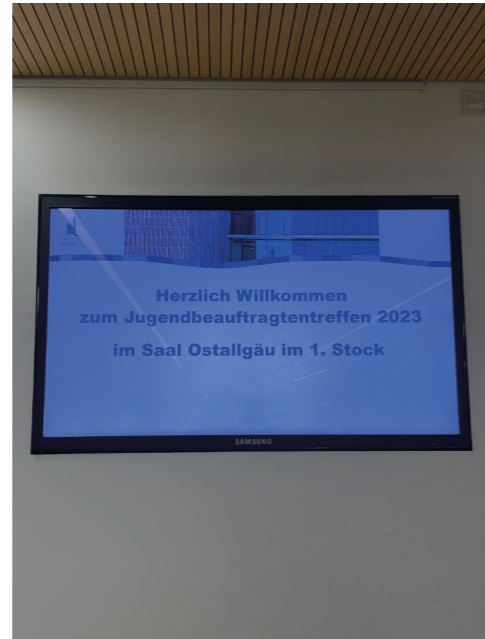 Herzlich Willkommen
zum Jugendbeauftragtentreffen 2023
im Saal Ostallgäu im 1. Stock
SAMSUNG